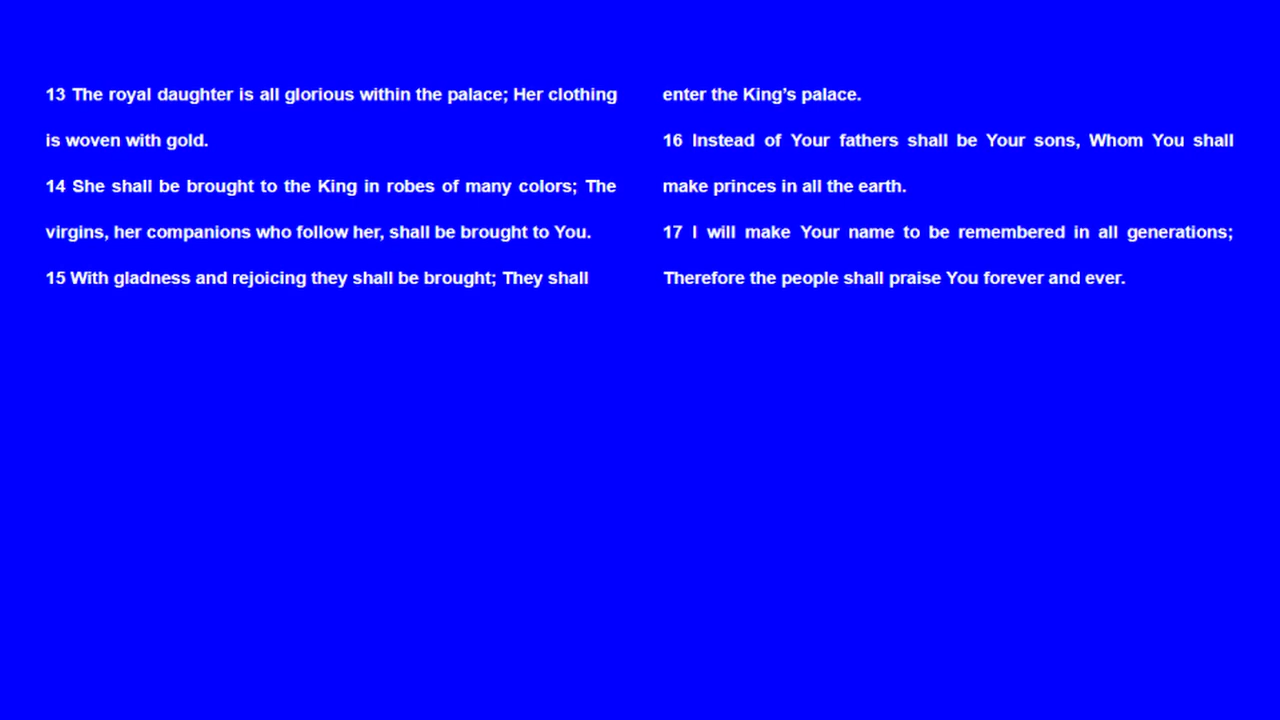 13 The royal daughter is all glorious within the palace; Her clothing
is woven with gold.
14 She shall be brought to the King in robes of many colors; The
virgins, her companions who follow her, shall be brought to You.
15 With gladness and rejoicing they shall be brought; They shall
enter the King’s palace.
16 Instead of Your fathers shall be Your sons, Whom You shall
make princes in all the earth.
17 I will make Your name to be remembered in all generations;
Therefore the people shall praise You forever and ever.